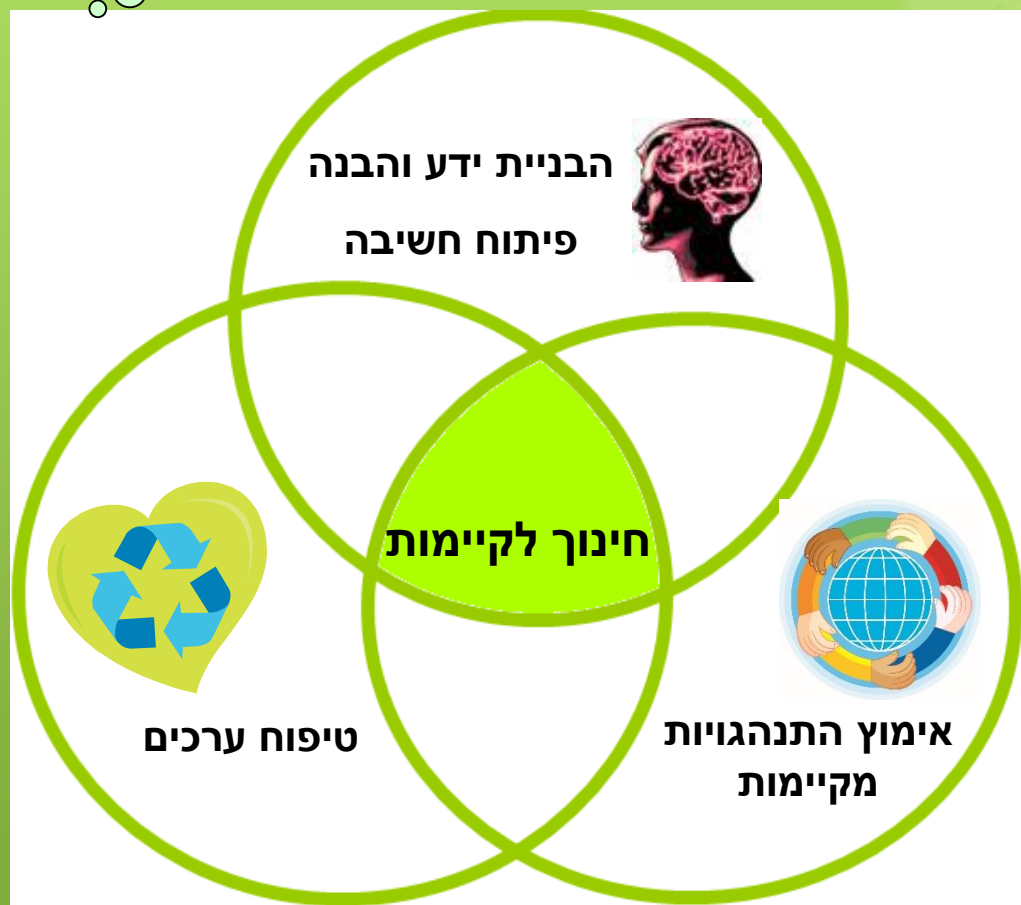 הבניית ידע והבנה
פיתוח חשיבה
חינוך לקיימות
טיפוח ערכים
אימוץ התנהגויות
מקיימות